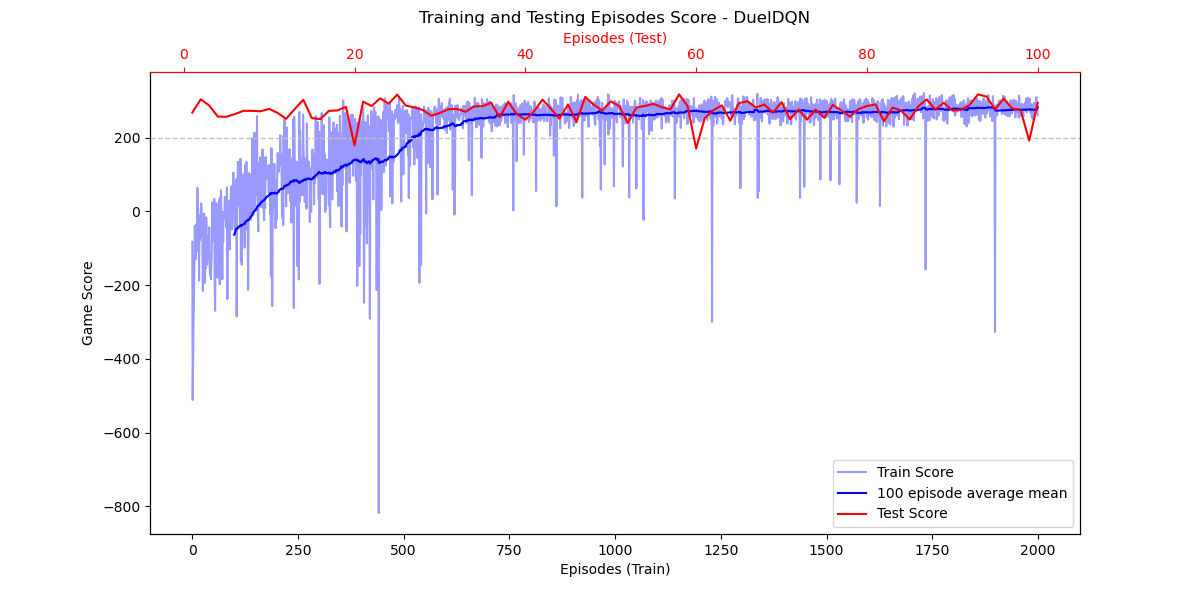 Training and Testing Episodes Score - DuelDQN
Episodes (Test)
0 20 40 60 80 100
200
0
−200
−400
−600
−800
Game Score
Train Score
100 episode average mean
Test Score
0 250 500 750 1000 1250 1500 1750 2000
Episodes (Train)